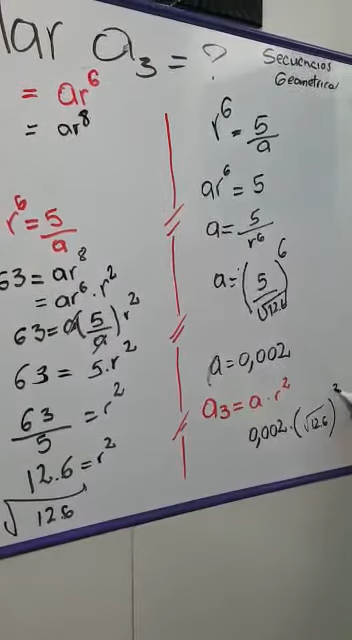 lar a₃ = ?
Secuencias
Geometrica
= ar⁶
= ar⁸
r⁶ = 5/a
63 = ar⁸
= ar⁶ · r²
63 = a(5/a) r²
63 = 5.r²
63/5 = r²
12.6 = r²
√12.6
r⁶ = 5/a
ar⁶ = 5
a = 5/r⁶
a = (5/√12.6)⁶
a = 0,002
a₃ = a · r²
0,002 · (√12.6)²